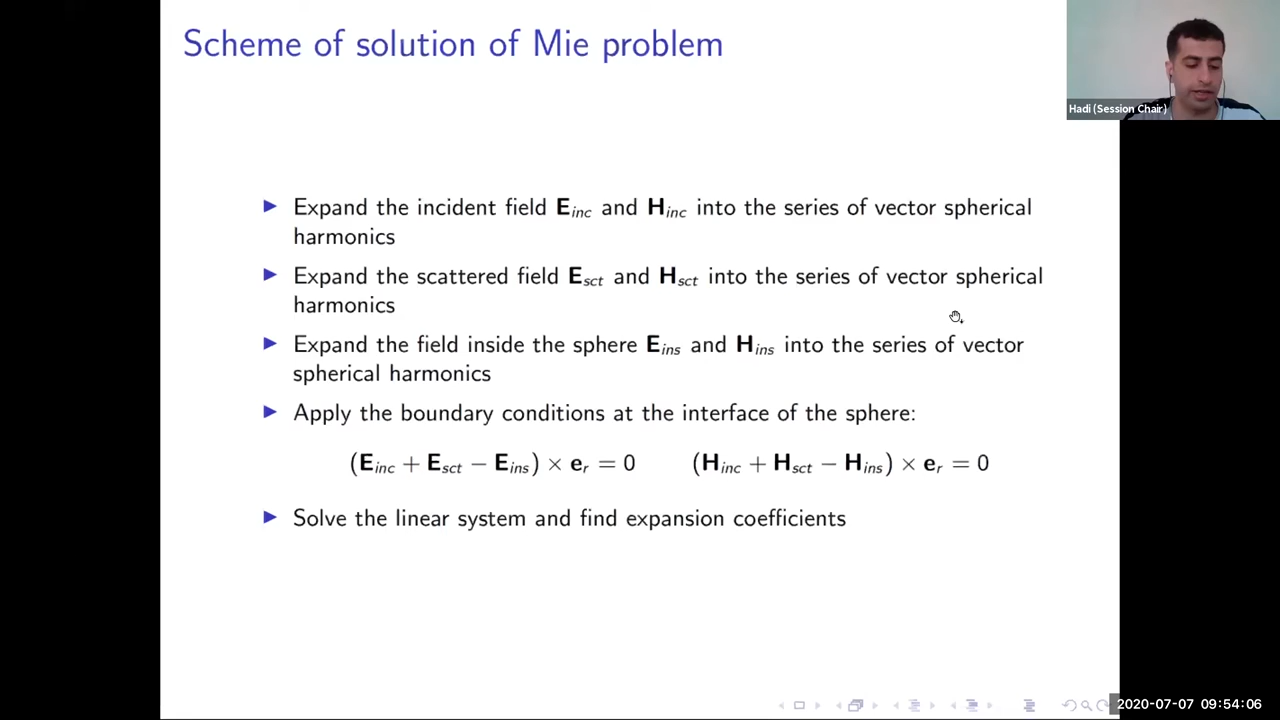 Scheme of solution of Mie problem
Hadi (Session Chair)
Expand the incident field E_inc and H_inc into the series of vector spherical
harmonics
Expand the scattered field E_sct and H_sct into the series of vector spherical
harmonics
Expand the field inside the sphere E_ins and H_ins into the series of vector
spherical harmonics
Apply the boundary conditions at the interface of the sphere:
(E_inc + E_sct − E_ins) × e_r = 0 (H_inc + H_sct − H_ins) × e_r = 0
Solve the linear system and find expansion coefficients
2020-07-07 09:54:06